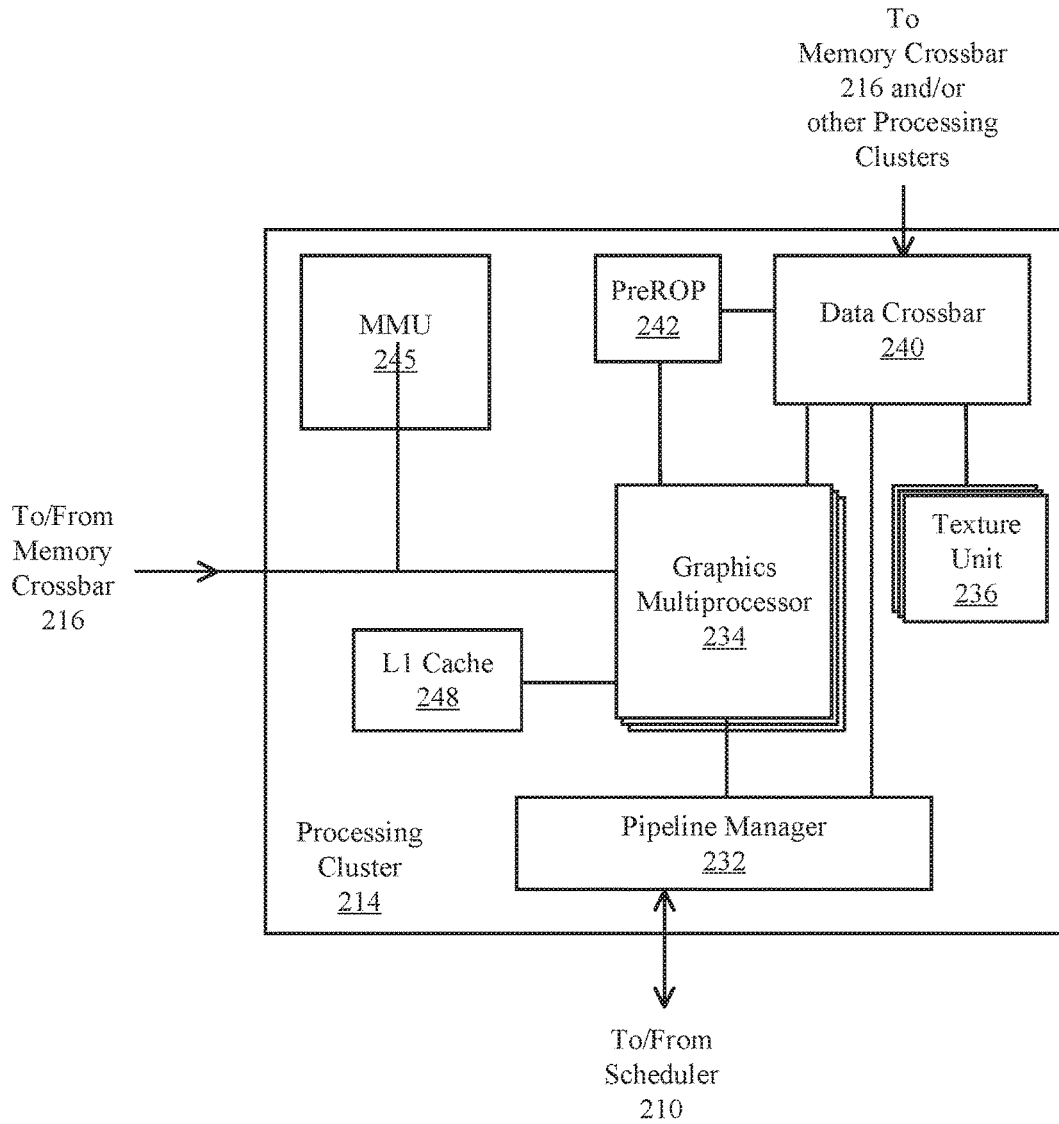 To
Memory Crossbar
216 and/or
other Processing
Clusters
MMU
245
PreROP
242
Data Crossbar
240
To/From
Memory
Crossbar
216
Graphics
Multiprocessor
234
Texture
Unit
236
L1 Cache
248
Processing
Cluster
214
Pipeline Manager
232
To/From
Scheduler
210